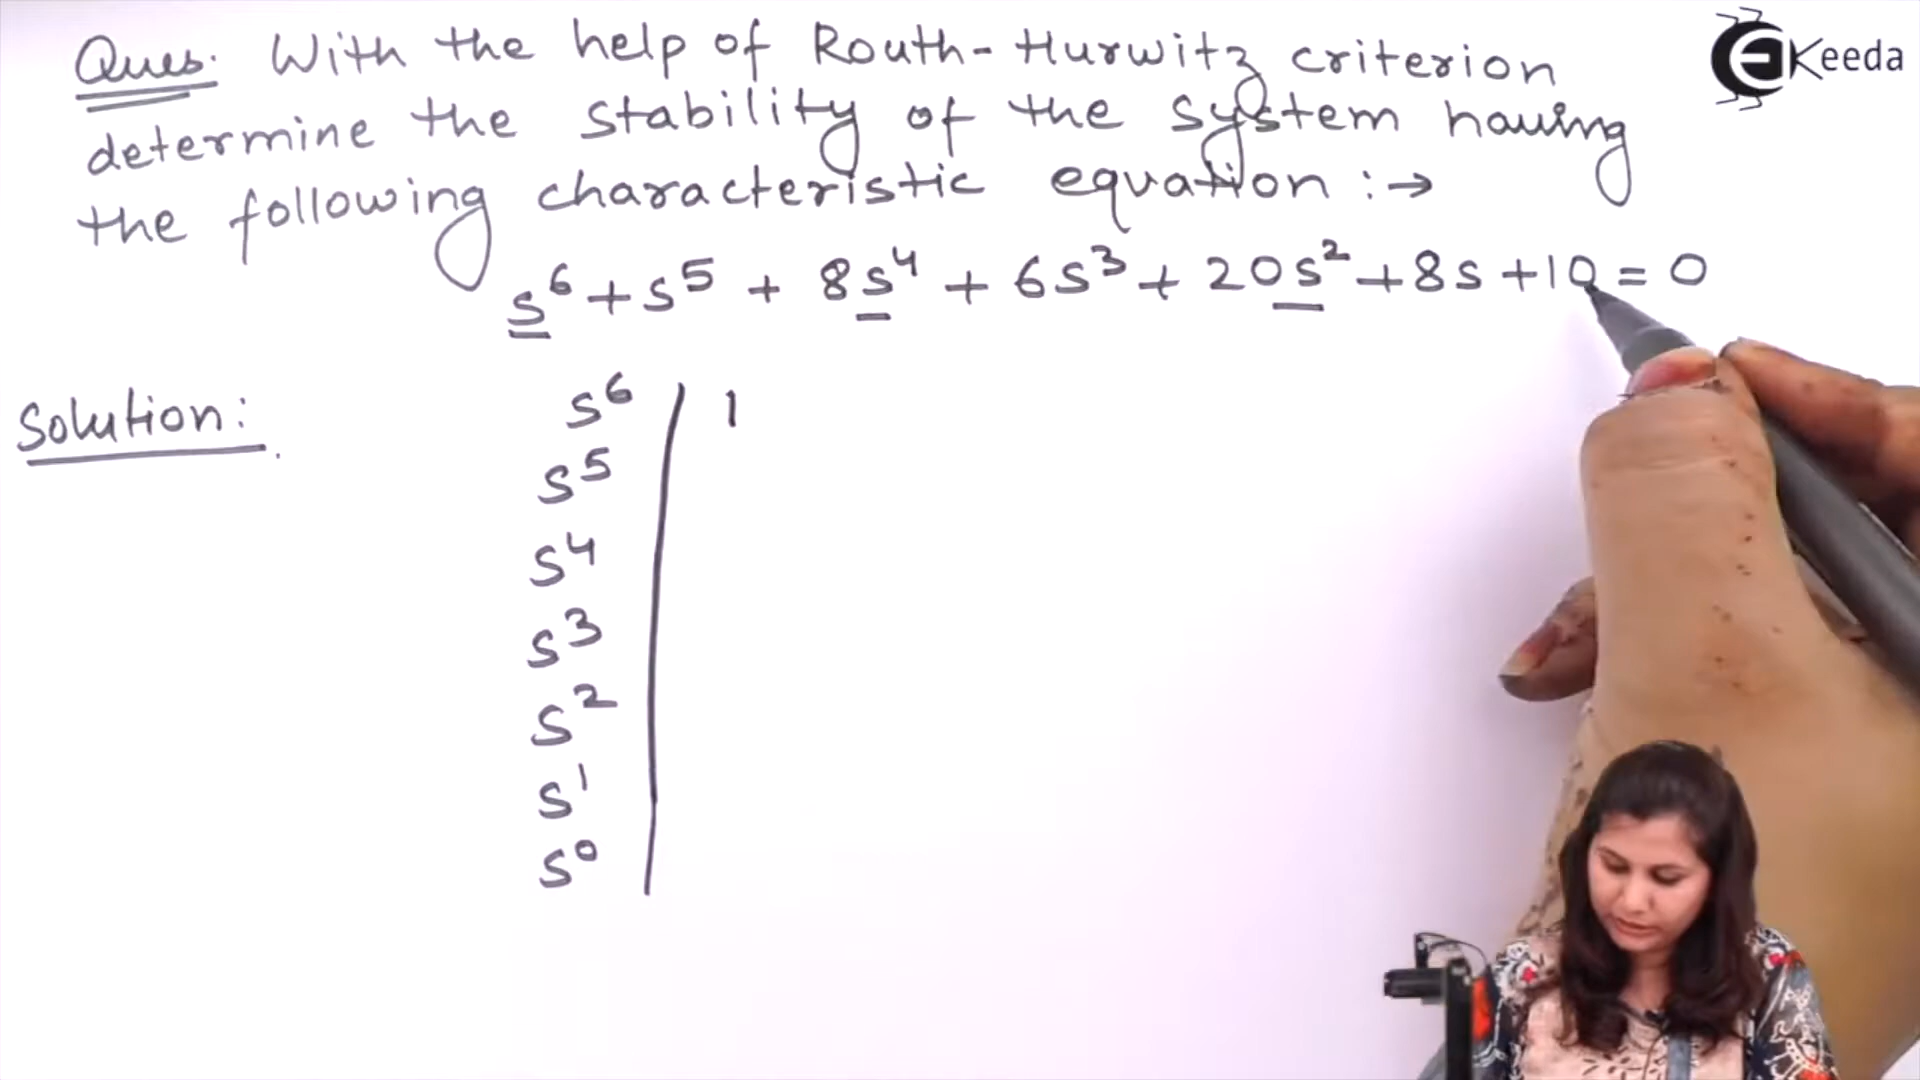 Ques. With the help of Routh-Hurwitz criterion
Keeda
determine the stability of the system having
the following characteristic equation :→
s⁶ + s⁵ + 8s⁴ + 6s³ + 20s² + 8s + 10 = 0
Solution:
s⁶ | 1
s⁵
s⁴
s³
s²
s¹
s⁰